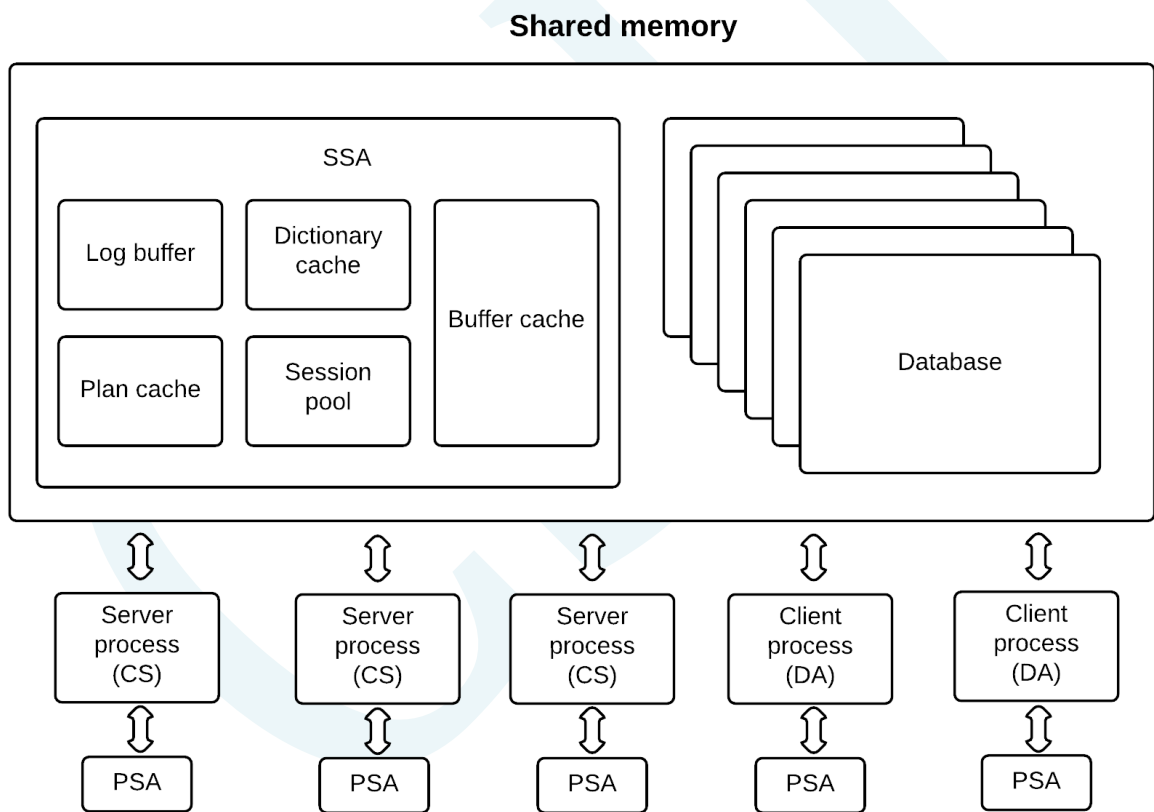 Shared memory
SSA
Log buffer
Dictionary
cache
Buffer cache
Plan cache
Session
pool
Database
Server
process
(CS)
Server
process
(CS)
Server
process
(CS)
Client
process
(DA)
Client
process
(DA)
PSA
PSA
PSA
PSA
PSA